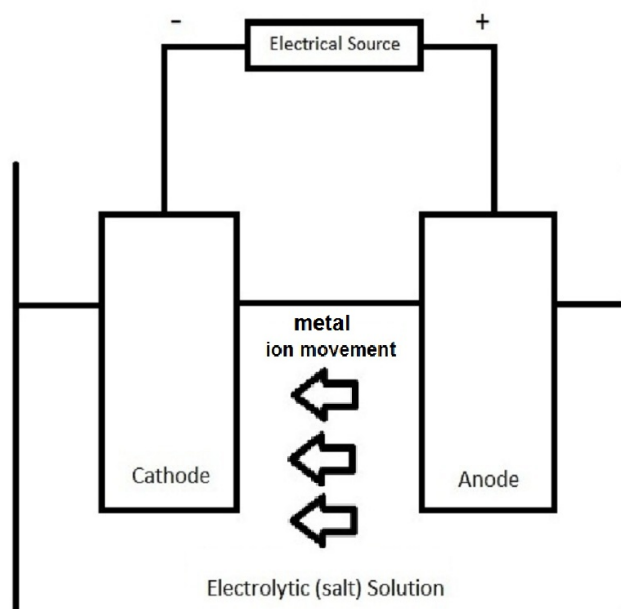 -
Electrical Source
+
metal
ion movement
Cathode
Anode
Electrolytic (salt) Solution